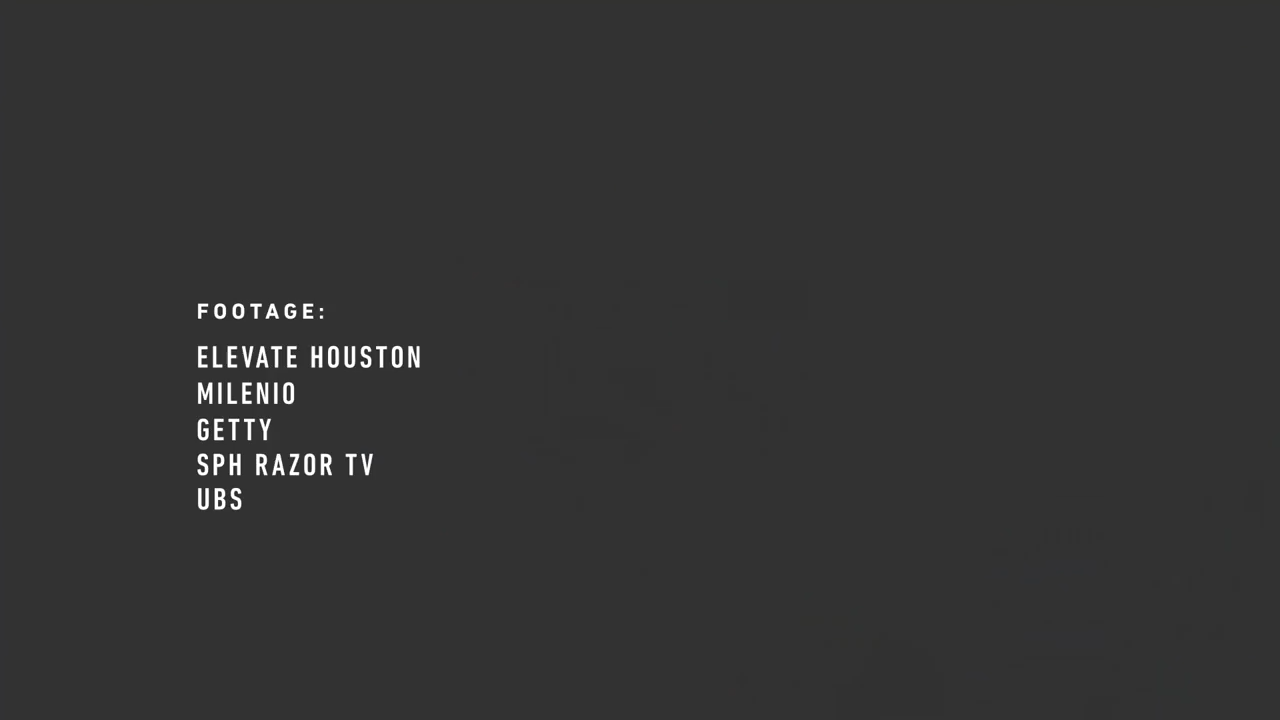 FOOTAGE:
ELEVATE HOUSTON
MILENIO
GETTY
SPH RAZOR TV
UBS